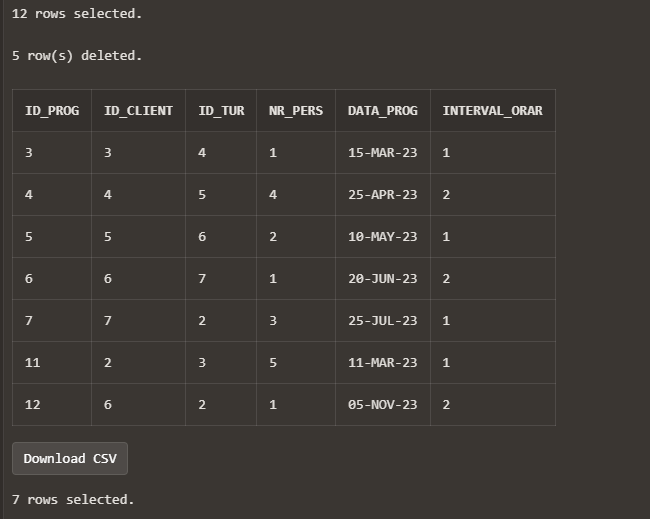 12 rows selected.
5 row(s) deleted.
ID_PROG ID_CLIENT ID_TUR NR_PERS DATA_PROG INTERVAL_ORAR
3 3 4 1 15-MAR-23 1
4 4 5 4 25-APR-23 2
5 5 6 2 10-MAY-23 1
6 6 7 1 20-JUN-23 2
7 7 2 3 25-JUL-23 1
11 2 3 5 11-MAR-23 1
12 6 2 1 05-NOV-23 2
Download CSV
7 rows selected.